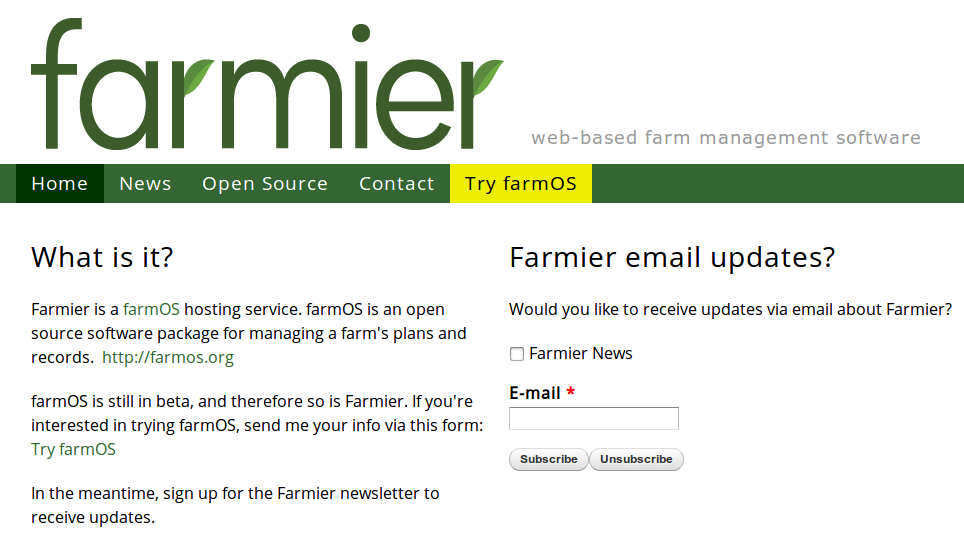 farmier
web-based farm management software
Home News Open Source Contact Try farmOS
What is it?
Farmier is a farmOS hosting service. farmOS is an open
source software package for managing a farm's plans and
records. http://farmos.org
farmOS is still in beta, and therefore so is Farmier. If you're
interested in trying farmOS, send me your info via this form:
Try farmOS
In the meantime, sign up for the Farmier newsletter to
receive updates.
Farmier email updates?
Would you like to receive updates via email about Farmier?
Farmier News
E-mail *
Subscribe Unsubscribe